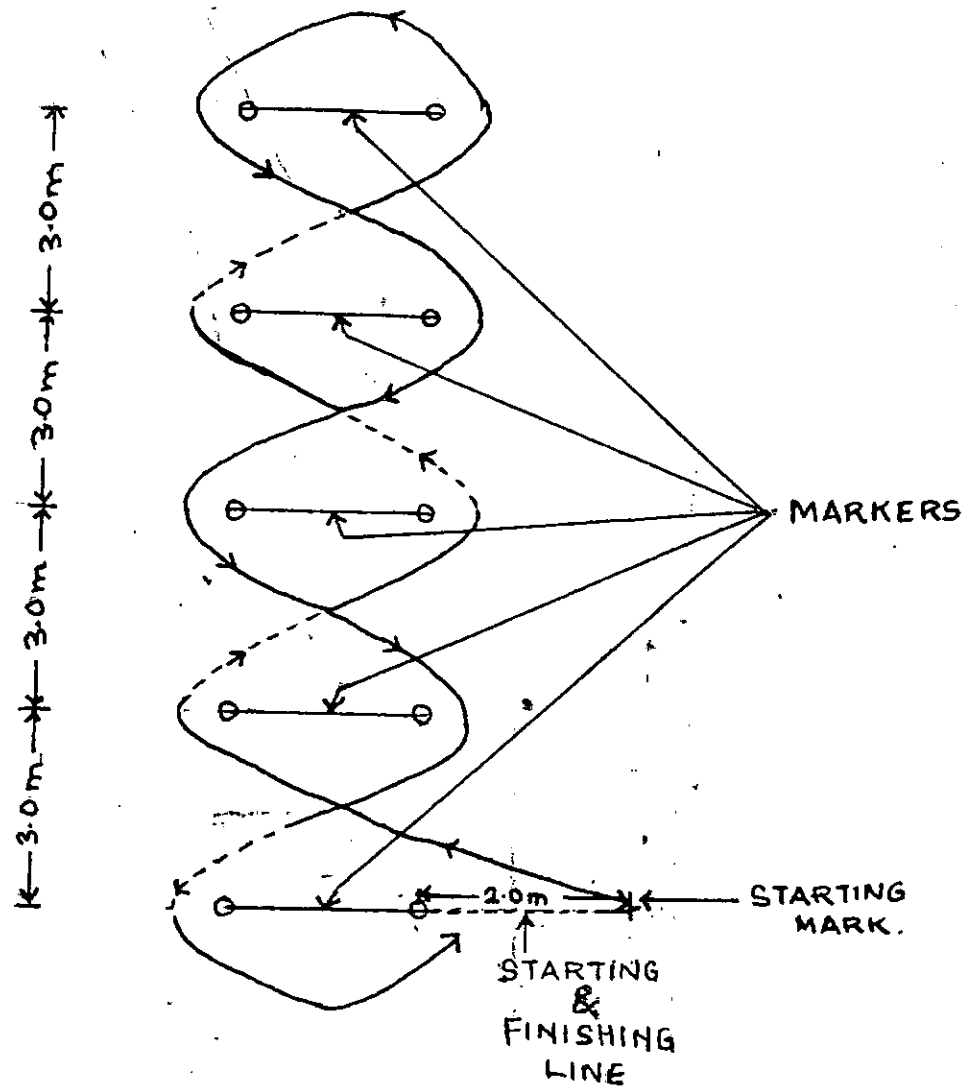 3.0m
3.0m
3.0m
3.0m
MARKERS
2.0m
STARTING
MARK.
STARTING
&
FINISHING
LINE